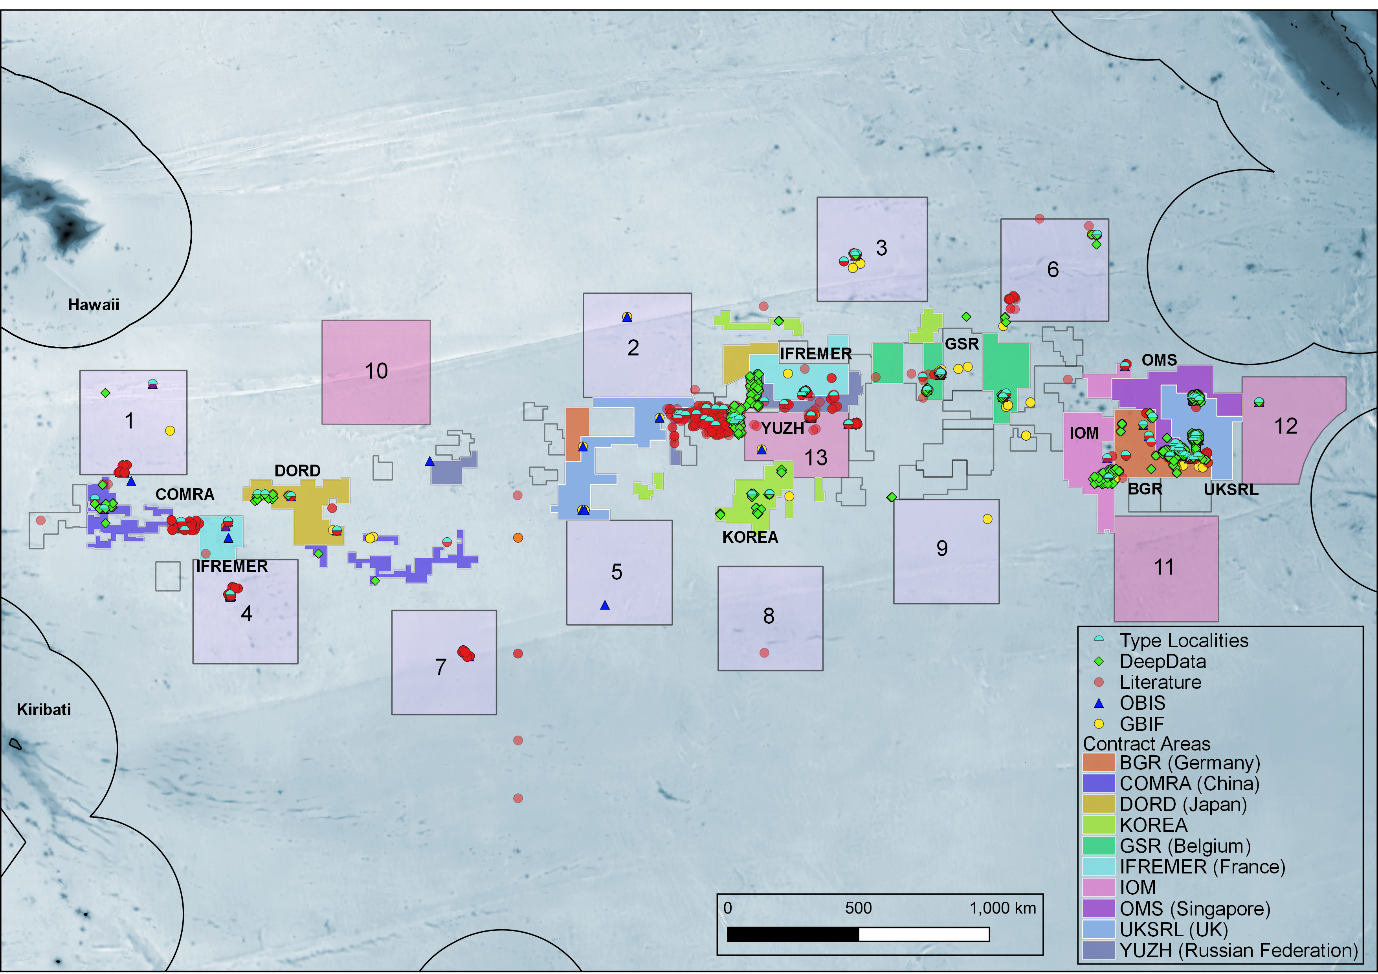 3
6
Hawaii
2
GSR
IFREMER
OMS
10
1
12
YUZH
IOM
13
DORD
COMRA
BGR
UKSRL
KOREA
9
IFREMER
5
11
4
8
7
Kiribati
Type Localities
DeepData
Literature
OBIS
GBIF
Contract Areas
BGR (Germany)
COMRA (China)
DORD (Japan)
KOREA
GSR (Belgium)
IFREMER (France)
IOM
OMS (Singapore)
UKSRL (UK)
YUZH (Russian Federation)
0 500 1,000 km